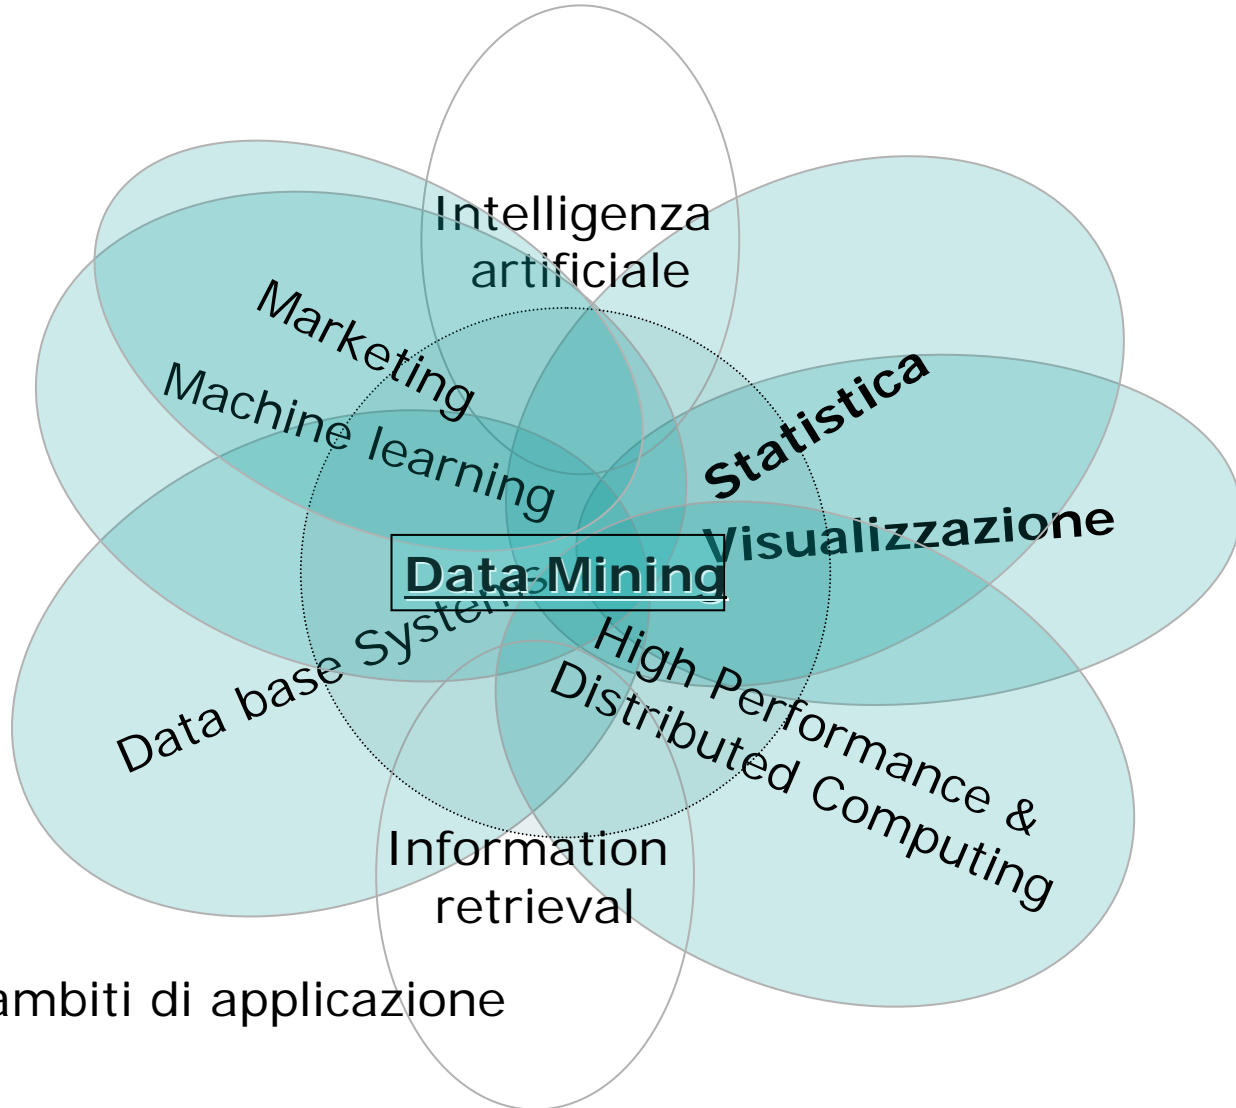 Intelligenza
artificiale
Marketing
Machine learning
Statistica
Visualizzazione
Data Mining
Data base Systems
High Performance &
Distributed Computing
Information
retrieval
ambiti di applicazione